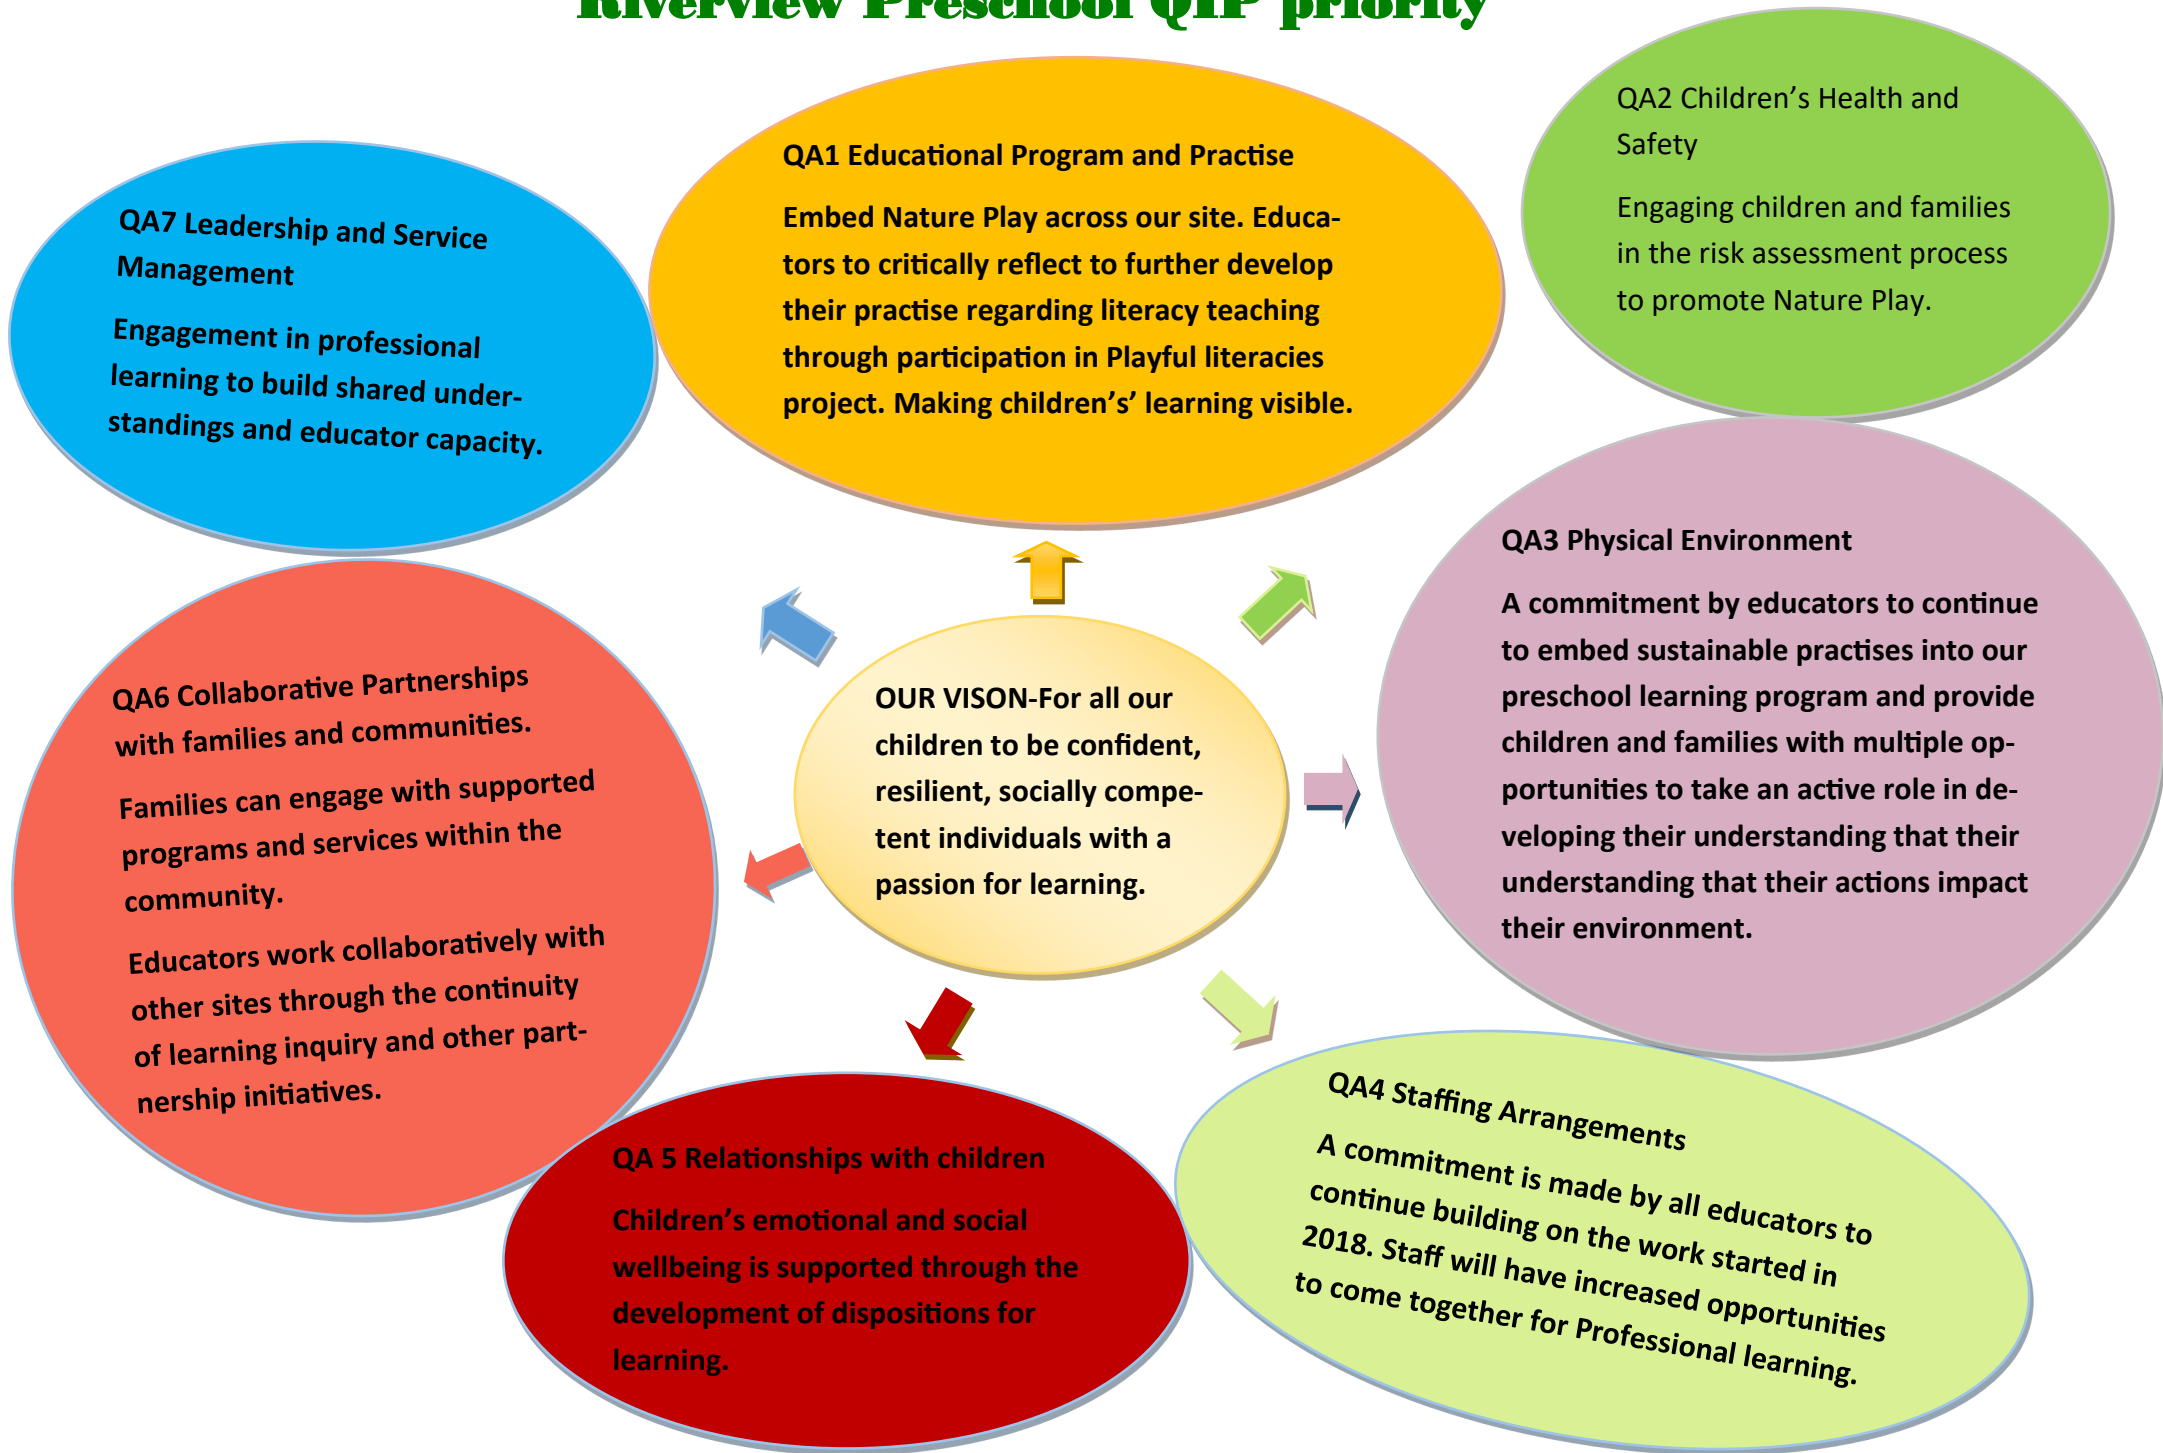 Riverview Preschool QIP priority
QA1 Educational Program and Practise
Embed Nature Play across our site. Educa-
tors to critically reflect to further develop
their practise regarding literacy teaching
through participation in Playful literacies
project. Making children's' learning visible.
QA2 Children’s Health and
Safety
Engaging children and families
in the risk assessment process
to promote Nature Play.
QA3 Physical Environment
A commitment by educators to continue
to embed sustainable practises into our
preschool learning program and provide
children and families with multiple op-
portunities to take an active role in de-
veloping their understanding that their
understanding that their actions impact
their environment.
QA4 Staffing Arrangements
A commitment is made by all educators to
continue building on the work started in
2018. Staff will have increased opportunities
to come together for Professional learning.
QA 5 Relationships with children
Children’s emotional and social
wellbeing is supported through the
development of dispositions for
learning.
QA6 Collaborative Partnerships
with families and communities.
Families can engage with supported
programs and services within the
community.
Educators work collaboratively with
other sites through the continuity
of learning inquiry and other part-
nership initiatives.
QA7 Leadership and Service
Management
Engagement in professional
learning to build shared under-
standings and educator capacity.
OUR VISON-For all our
children to be confident,
resilient, socially compe-
tent individuals with a
passion for learning.